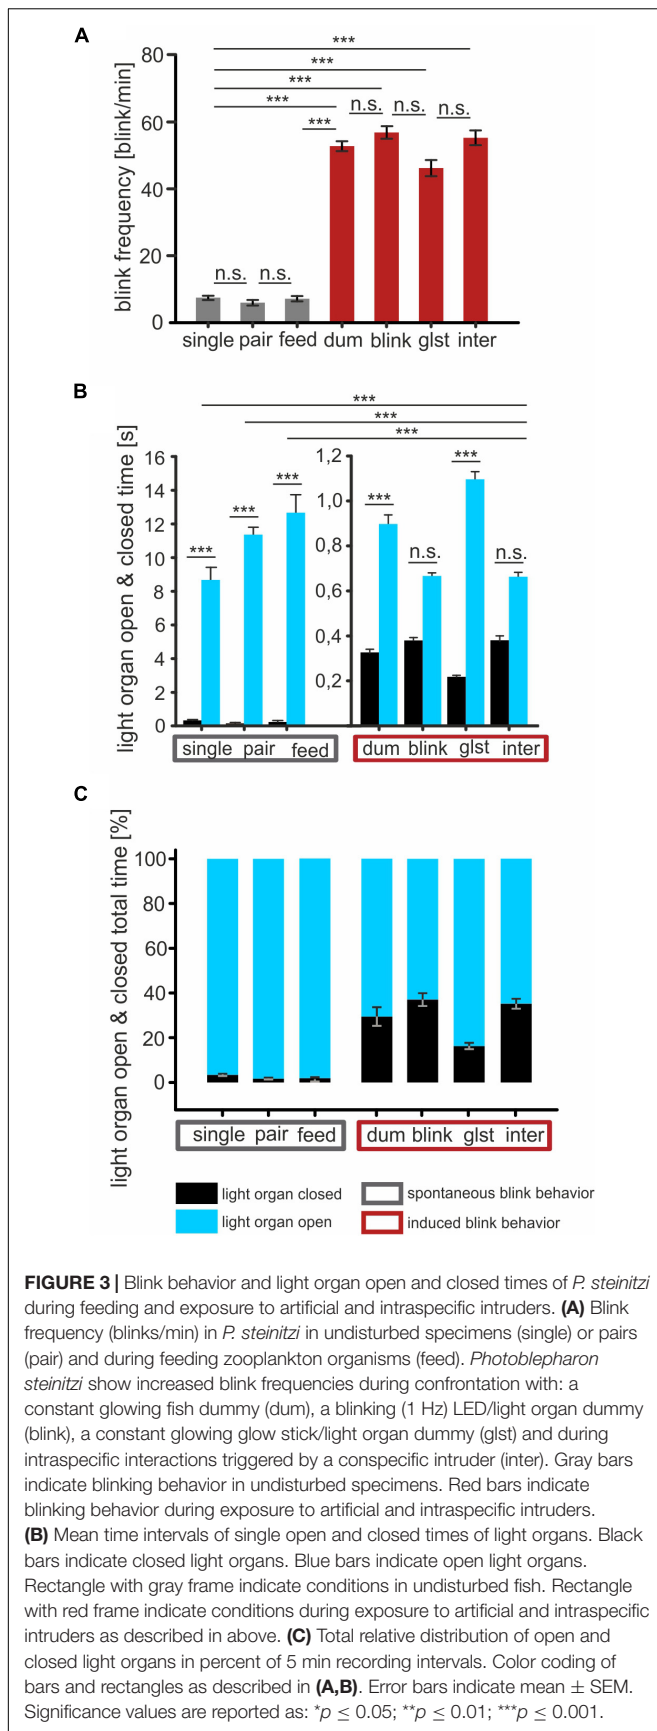 A
***
***
***
***
***
n.s.
n.s.
n.s.
n.s.
n.s.
blink frequency [blink/min]
80
60
40
20
0
single pair feed dum blink glst inter
B
***
***
***
light organ open & closed time [s]
16
14
12
10
8
6
4
2
0
***
***
***
1,2
1,0
0,8
0,6
0,4
0,2
***
n.s.
***
n.s.
single pair feed
dum blink glst inter
C
light organ open & closed total time [%]
100
80
60
40
20
0
single pair feed
dum blink glst inter
light organ closed
spontaneous blink behavior
light organ open
induced blink behavior
FIGURE 3 | Blink behavior and light organ open and closed times of P. steinitzi
during feeding and exposure to artificial and intraspecific intruders. (A) Blink
frequency (blinks/min) in P. steinitzi in undisturbed specimens (single) or pairs
(pair) and during feeding zooplankton organisms (feed). Photoblepharon
steinitzi show increased blink frequencies during confrontation with: a
constant glowing fish dummy (dum), a blinking (1 Hz) LED/light organ dummy
(blink), a constant glowing glow stick/light organ dummy (glst) and during
intraspecific interactions triggered by a conspecific intruder (inter). Gray bars
indicate blinking behavior in undisturbed specimens. Red bars indicate
blinking behavior during exposure to artificial and intraspecific intruders.
(B) Mean time intervals of single open and closed times of light organs. Black
bars indicate closed light organs. Blue bars indicate open light organs.
Rectangle with gray frame indicate conditions in undisturbed fish. Rectangle
with red frame indicate conditions during exposure to artificial and intraspecific
intruders as described in above. (C) Total relative distribution of open and
closed light organs in percent of 5 min recording intervals. Color coding of
bars and rectangles as described in (A,B). Error bars indicate mean ± SEM.
Significance values are reported as: *p ≤ 0.05; **p ≤ 0.01; ***p ≤ 0.001.